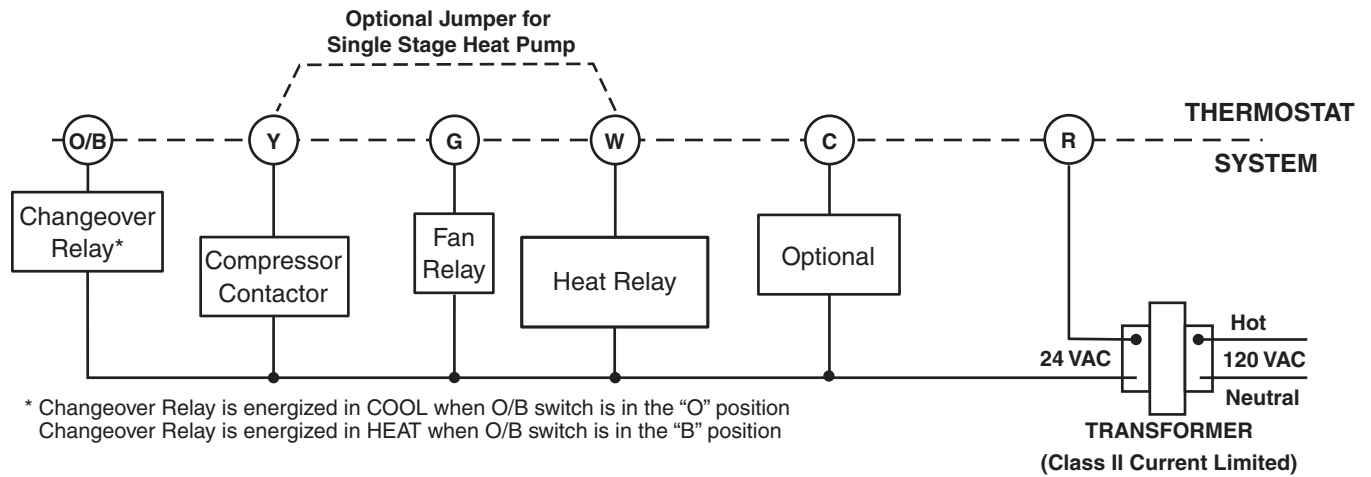 Optional Jumper for
Single Stage Heat Pump
THERMOSTAT
O/B
Y
G
W
C
R
SYSTEM
Changeover
Relay*
Compressor
Contactor
Fan
Relay
Heat Relay
Optional
Hot
24 VAC
120 VAC
Neutral
TRANSFORMER
(Class II Current Limited)
* Changeover Relay is energized in COOL when O/B switch is in the “O” position
Changeover Relay is energized in HEAT when O/B switch is in the “B” position